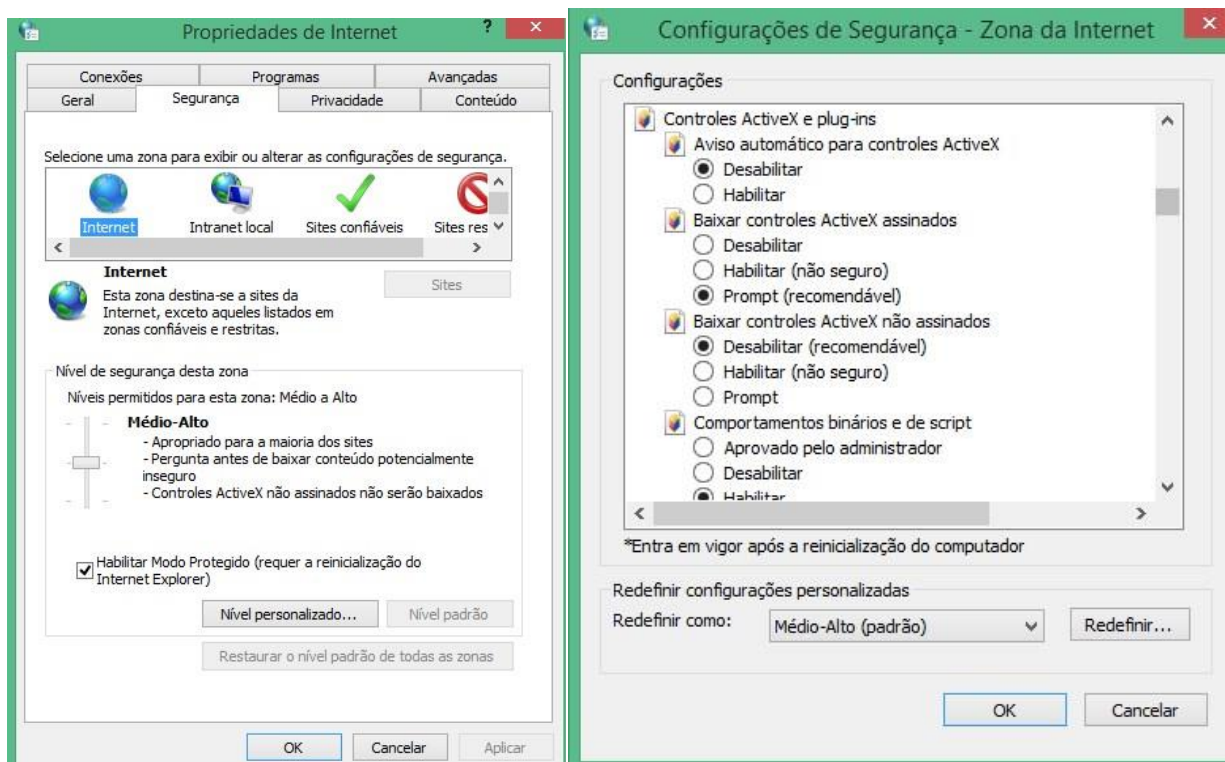 Propriedades de Internet
?
Conexões Programas Avançadas
Geral Segurança Privacidade Conteúdo
Selecione uma zona para exibir ou alterar as configurações de segurança.
Internet Intranet local Sites confiáveis Sites res
Internet
Sites
Esta zona destina-se a sites da
Internet, exceto aqueles listados em
zonas confiáveis e restritas.
Nível de segurança desta zona
Níveis permitidos para esta zona: Médio a Alto
Médio-Alto
- Apropriado para a maioria dos sites
- Pergunta antes de baixar conteúdo potencialmente
inseguro
- Controles ActiveX não assinados não serão baixados
Habilitar Modo Protegido (requer a reinicialização do
Internet Explorer)
Nível personalizado... Nível padrão
Restaurar o nível padrão de todas as zonas
OK Cancelar Aplicar
Configurações de Segurança - Zona da Internet
Configurações
Controles ActiveX e plug-ins
Aviso automático para controles ActiveX
Desabilitar
Habilitar
Baixar controles ActiveX assinados
Desabilitar
Habilitar (não seguro)
Prompt (recomendável)
Baixar controles ActiveX não assinados
Desabilitar (recomendável)
Habilitar (não seguro)
Prompt
Comportamentos binários e de script
Aprovado pelo administrador
Desabilitar
Habilitar
*Entra em vigor após a reinicialização do computador
Redefinir configurações personalizadas
Redefinir como: Médio-Alto (padrão) Redefinir...
OK Cancelar